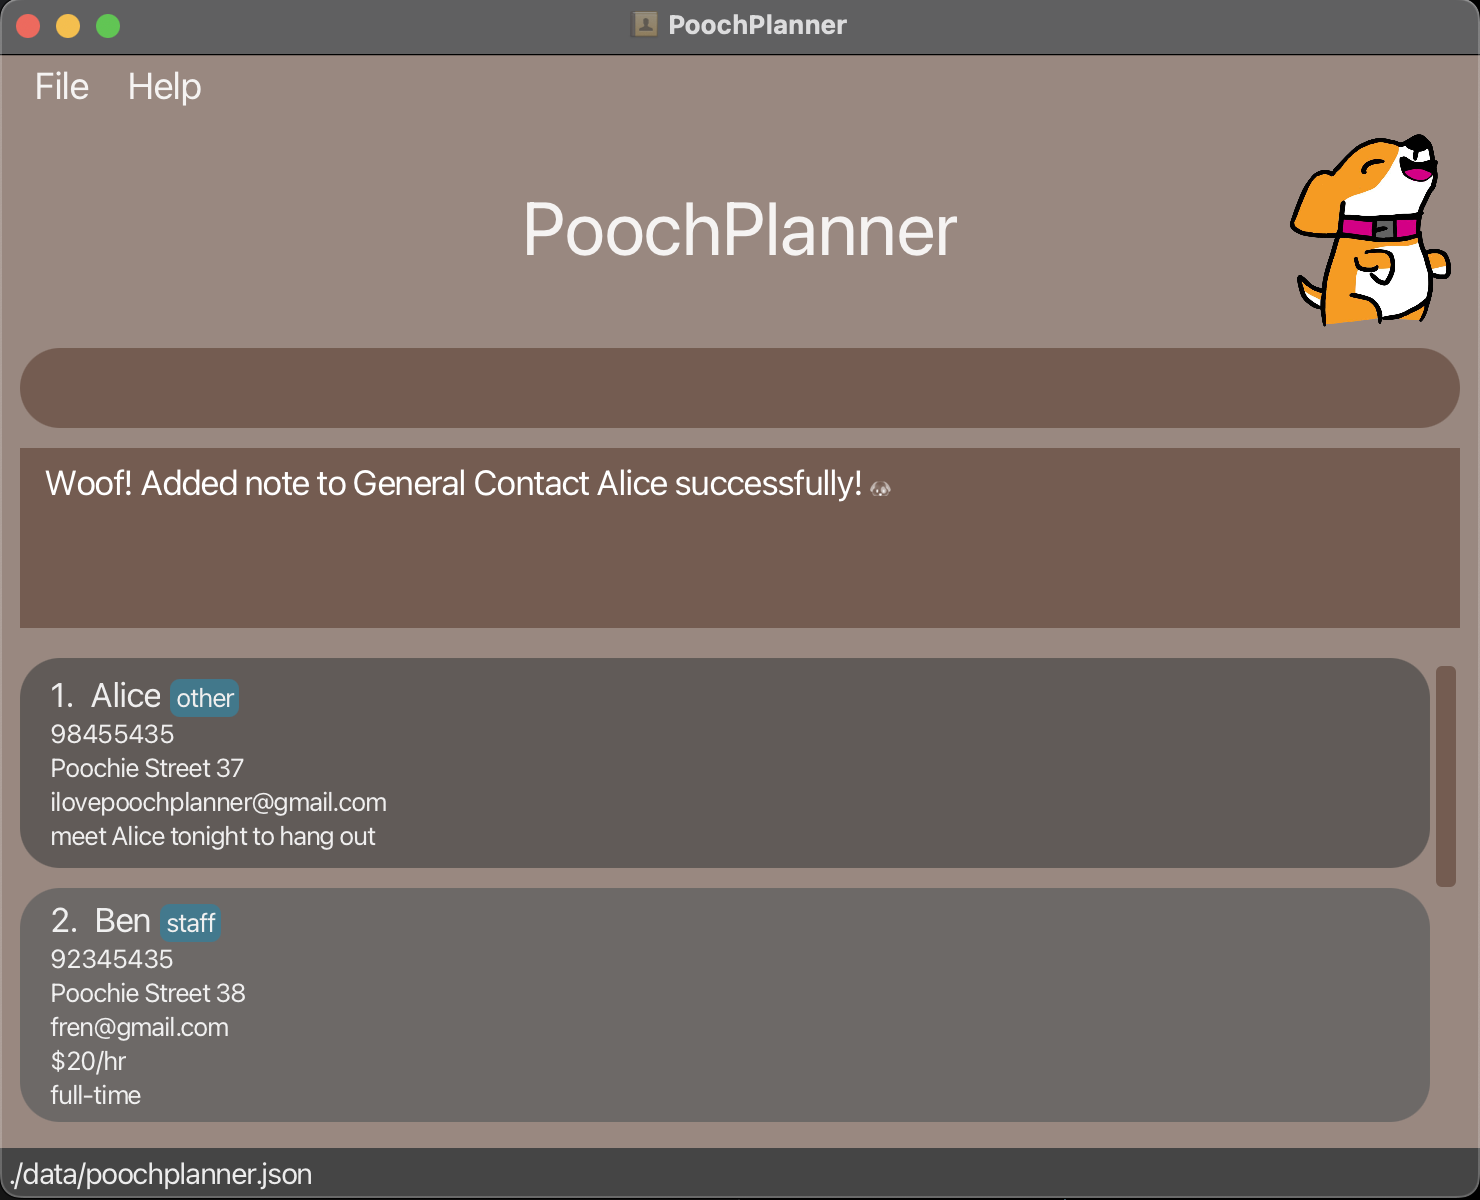 PoochPlanner
File Help
PoochPlanner
Woof! Added note to General Contact Alice successfully!
1. Alice other
98455435
Poochie Street 37
ilovepoochplanner@gmail.com
meet Alice tonight to hang out
2. Ben staff
92345435
Poochie Street 38
fren@gmail.com
$20/hr
full-time
./data/poochplanner.json